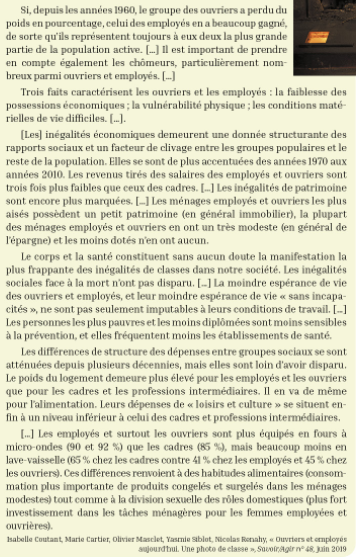 Si, depuis les années 1960, le groupe des ouvriers a perdu du
poids en pourcentage, celui des employés en a beaucoup gagné,
de sorte qu'ils représentent toujours à eux deux la plus grande
partie de la population active. [...] Il est important de prendre
en compte également les chômeurs, particulièrement nom-
breux parmi ouvriers et employés. [...]
Trois faits caractérisent les ouvriers et les employés : la faiblesse des
possessions économiques ; la vulnérabilité physique ; les conditions maté-
rielles de vie difficiles. [...].
[Les] inégalités économiques demeurent une donnée structurante des
rapports sociaux et un facteur de clivage entre les groupes populaires et le
reste de la population. Elles se sont de plus accentuées des années 1970 aux
années 2010. Les revenus tirés des salaires des employés et ouvriers sont
trois fois plus faibles que ceux des cadres. [...] Les inégalités de patrimoine
sont encore plus marquées. [...] Les ménages employés et ouvriers les plus
aisés possèdent un petit patrimoine (en général immobilier), la plupart
des ménages employés et ouvriers en ont un très modeste (en général de
l'épargne) et les moins dotés n'en ont aucun.
Le corps et la santé constituent sans aucun doute la manifestation la
plus frappante des inégalités de classes dans notre société. Les inégalités
sociales face à la mort n'ont pas disparu. [...] La moindre espérance de vie
des ouvriers et employés, et leur moindre espérance de vie « sans incapa-
cités », ne sont pas seulement imputables à leurs conditions de travail. [...]
Les personnes les plus pauvres et les moins diplômées sont moins sensibles
à la prévention, et elles fréquentent moins les établissements de santé.
Les différences de structure des dépenses entre groupes sociaux se sont
atténuées depuis plusieurs décennies, mais elles sont loin d'avoir disparu.
Le poids du logement demeure plus élevé pour les employés et les ouvriers
que pour les cadres et les professions intermédiaires. Il en va de même
pour l'alimentation. Leurs dépenses de « loisirs et culture » se situent en-
fin à un niveau inférieur à celui des cadres et professions intermédiaires.
[...] Les employés et surtout les ouvriers sont plus équipés en fours à
micro-ondes (90 et 92 %) que les cadres (85 %), mais beaucoup moins en
lave-vaisselle (65 % chez les cadres contre 41 % chez les employés et 45 % chez
les ouvriers). Ces différences renvoient à des habitudes alimentaires (consom-
mation plus importante de produits congelés et surgelés dans les ménages
modestes) tout comme à la division sexuelle des rôles domestiques (plus fort
investissement dans les tâches ménagères pour les femmes employées et
ouvrières).
Isabelle Coutant, Marie Cartier, Olivier Masclet, Yasmine Siblot, Nicolas Renahy, « Ouvriers et employés
aujourd'hui. Une photo de classe », Savoir/Agir n° 48, juin 2019